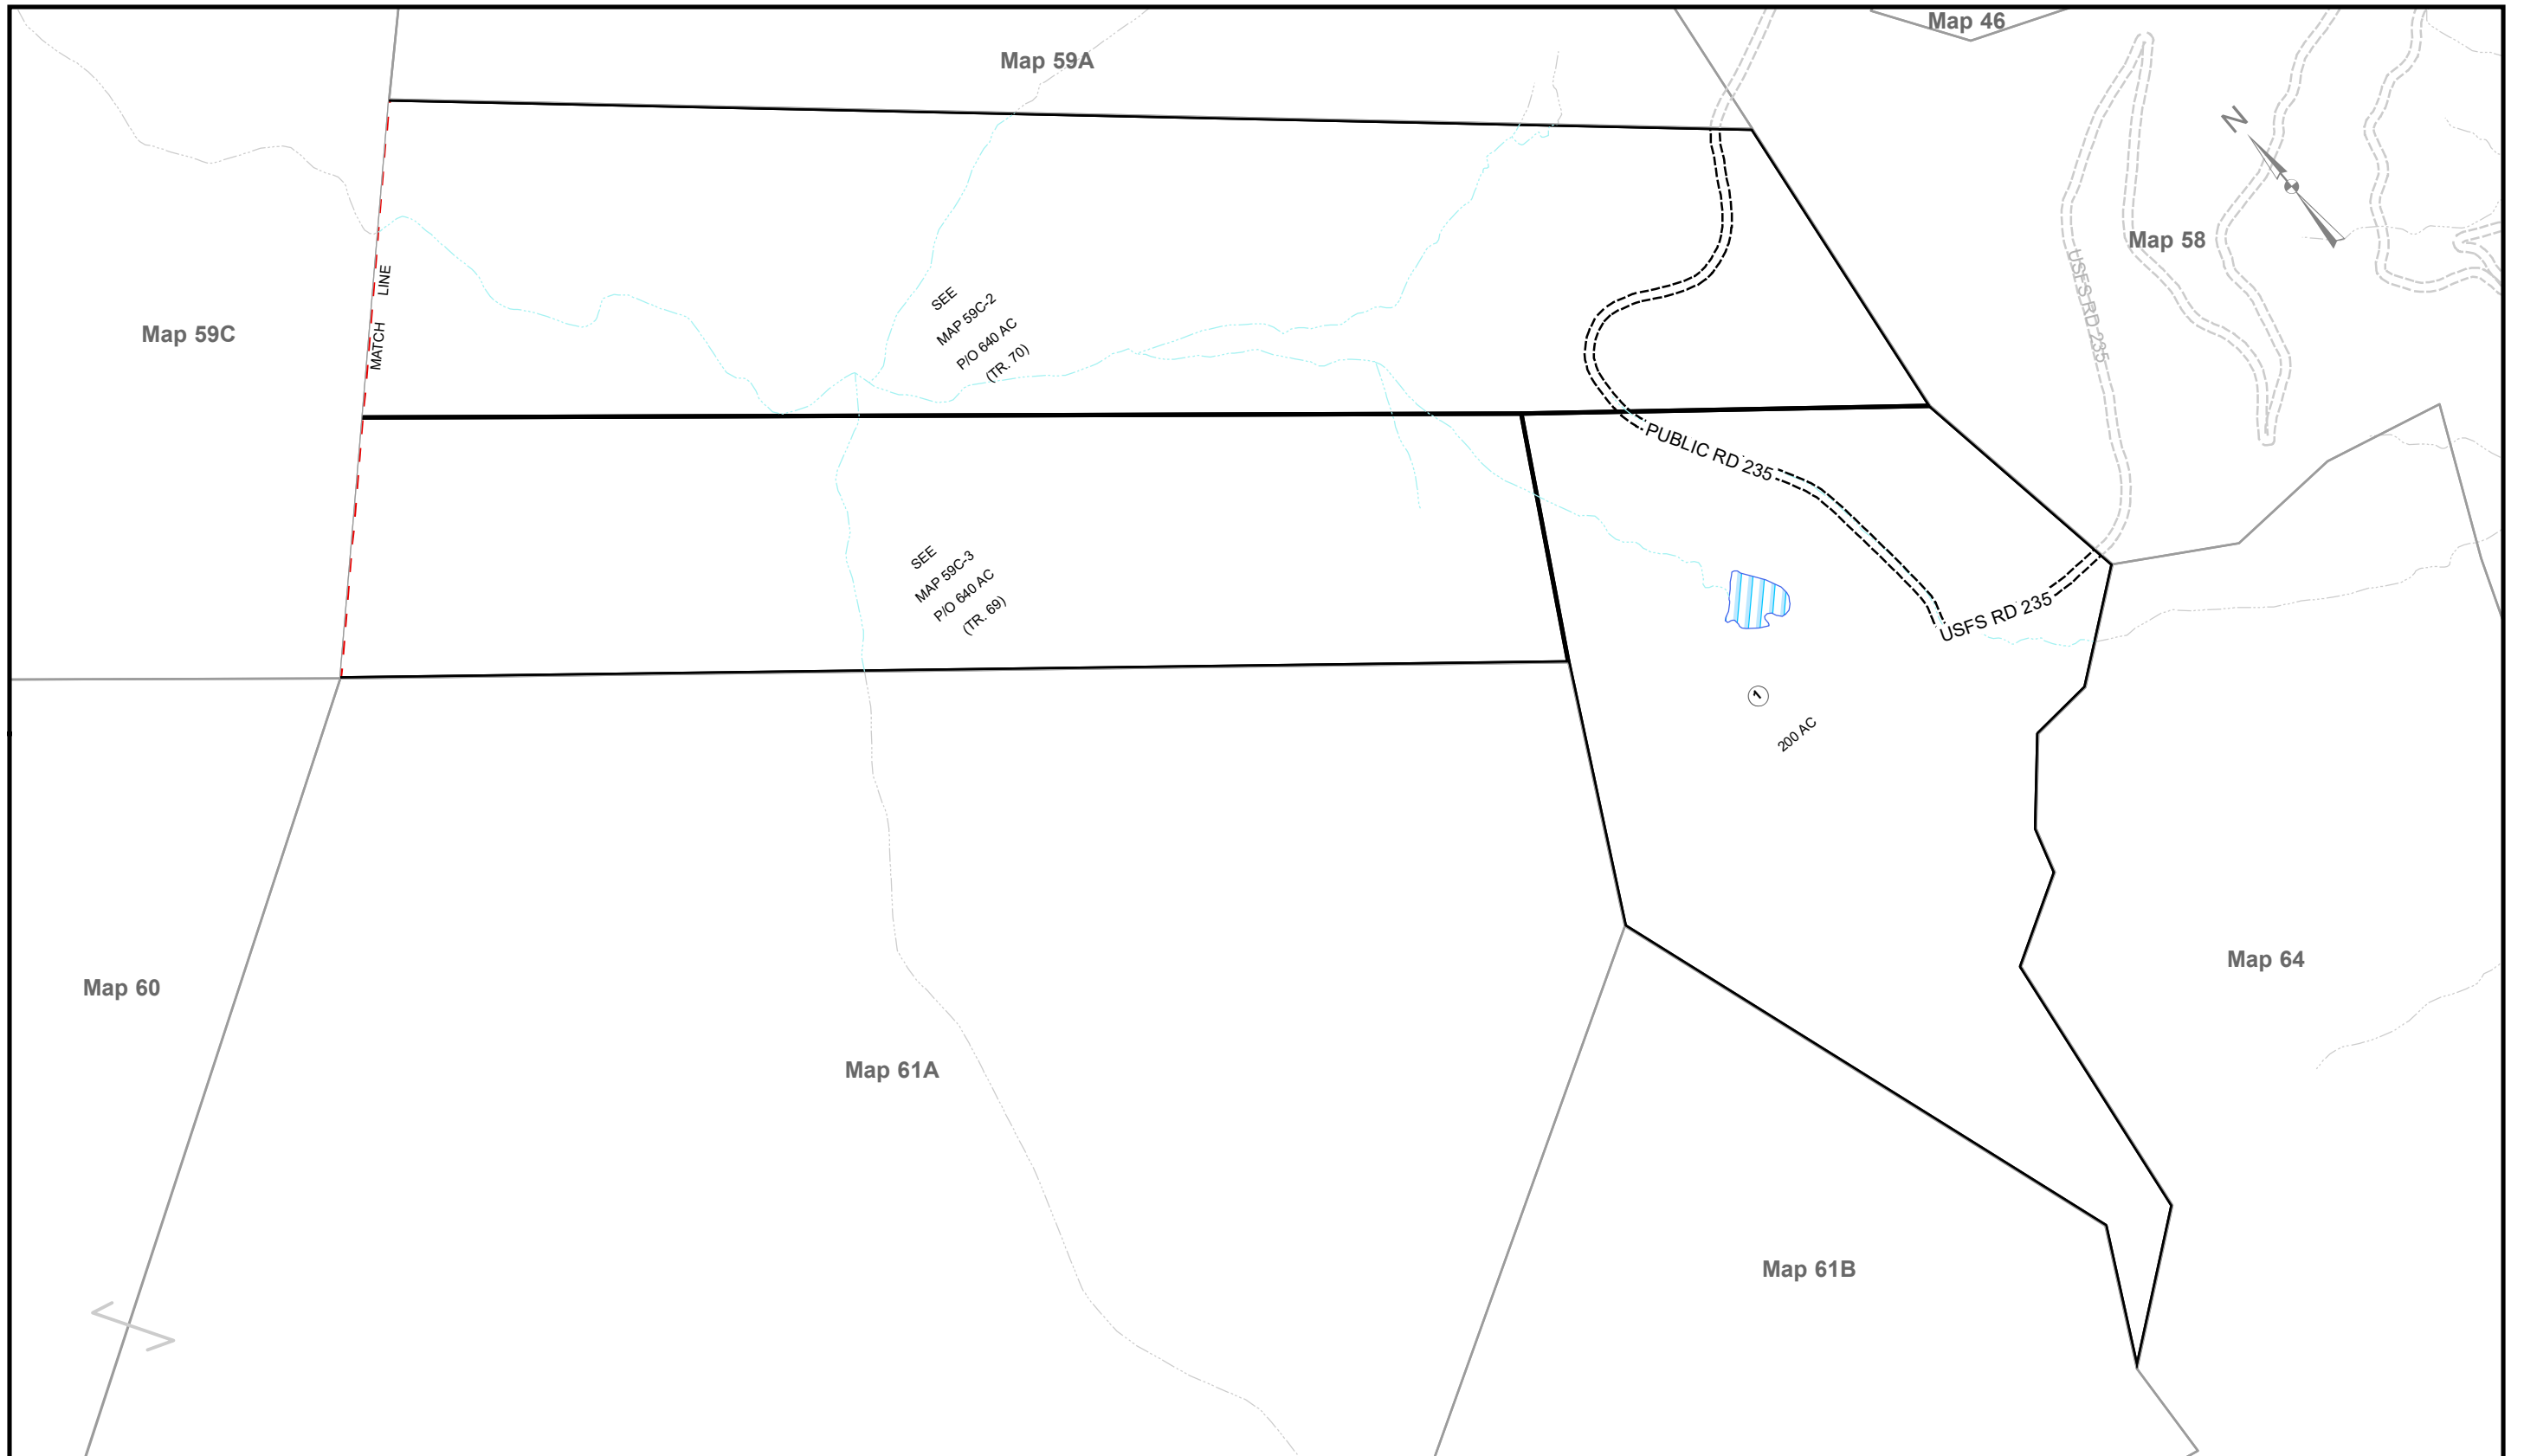 Map 46
Map 59A
N
Map 58
USFS RD 235
Map 59C
MATCH LINE
SEE
MAP 59C-2
P/O 640 AC
(TR. 70)
PUBLIC RD 235
SEE
MAP 59C-3
P/O 640 AC
(TR. 69)
USFS RD 235
1
200 AC
Map 64
Map 60
Map 61A
Map 61B